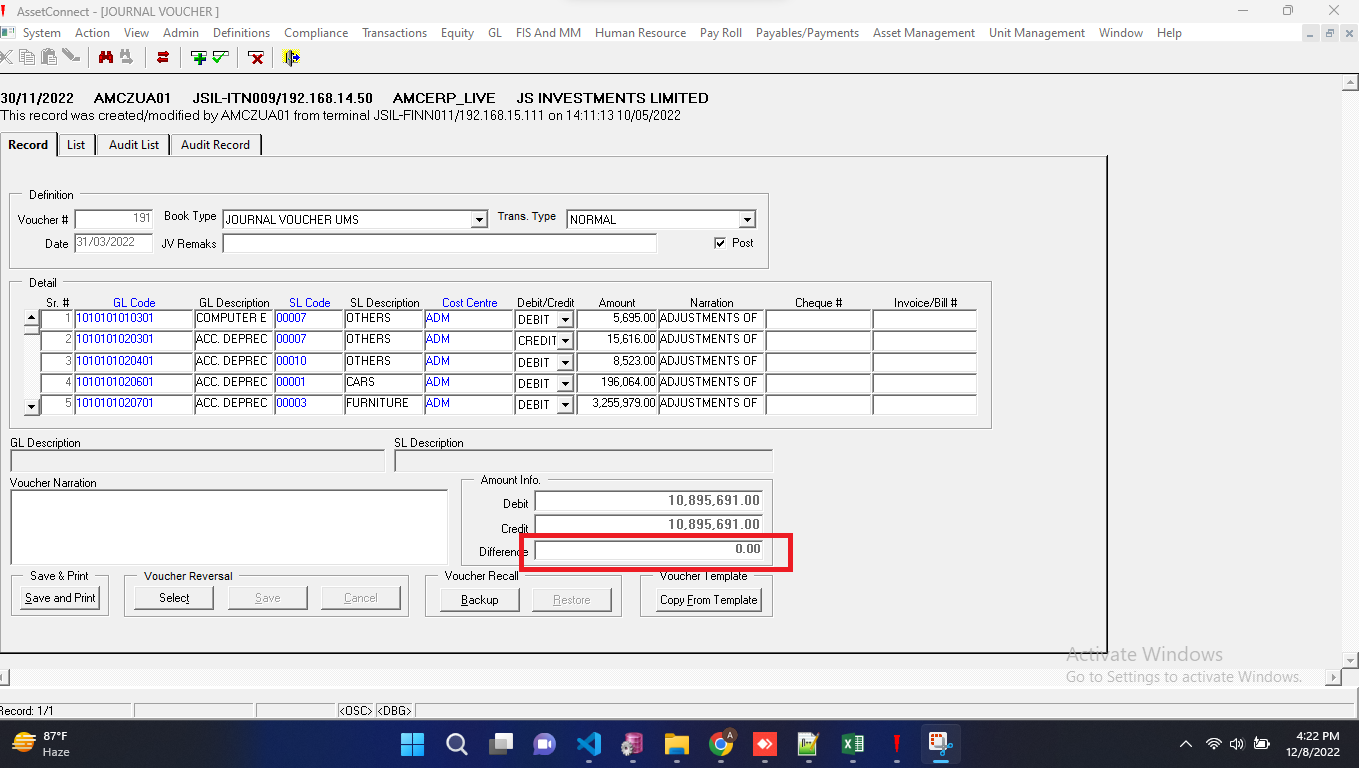 AssetConnect - [JOURNAL VOUCHER ]
System Action View Admin Definitions Compliance Transactions Equity GL FIS And MM Human Resource Pay Roll Payables/Payments Asset Management Unit Management Window Help
30/11/2022 AMCZUA01 JSIL-ITN009/192.168.14.50 AMCERP_LIVE JS INVESTMENTS LIMITED
This record was created/modified by AMCZUA01 from terminal JSIL-FINN011/192.168.15.111 on 14:11:13 10/05/2022
Record List Audit List Audit Record
Definition
Voucher # 191 Book Type JOURNAL VOUCHER UMS Trans. Type NORMAL
Date 31/03/2022 JV Remaks Post
Detail
Sr. # GL Code GL Description SL Code SL Description Cost Centre Debit/Credit Amount Narration Cheque # Invoice/Bill #
1 1010101010301 COMPUTER E 00007 OTHERS ADM DEBIT 5,695.00 ADJUSTMENTS OF
2 1010101020301 ACC. DEPREC 00007 OTHERS ADM CREDIT 15,616.00 ADJUSTMENTS OF
3 1010101020401 ACC. DEPREC 00010 OTHERS ADM DEBIT 8,523.00 ADJUSTMENTS OF
4 1010101020601 ACC. DEPREC 00001 CARS ADM DEBIT 196,064.00 ADJUSTMENTS OF
5 1010101020701 ACC. DEPREC 00003 FURNITURE ADM DEBIT 3,255,979.00 ADJUSTMENTS OF
GL Description SL Description
Voucher Narration Amount Info.
Debit 10,895,691.00
Credit 10,895,691.00
Difference 0.00
Save & Print Voucher Reversal Voucher Recall Voucher Template
Save and Print Select Save Cancel Backup Restore Copy From Template
Activate Windows
Go to Settings to activate Windows.
Record: 1/1 <OSC> <DBG>
87°F
Haze
4:22 PM
12/8/2022